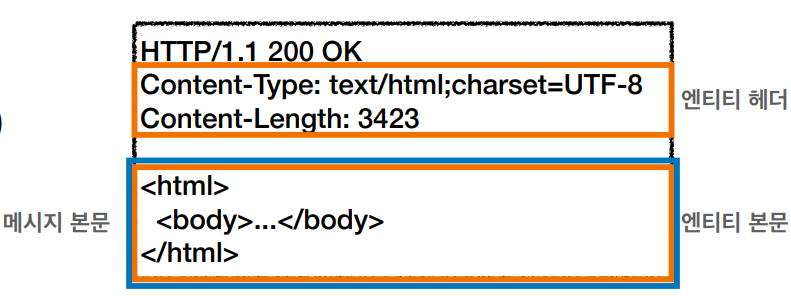 HTTP/1.1 200 OK
Content-Type: text/html;charset=UTF-8
Content-Length: 3423
엔티티 헤더
<html>
<body>...</body>
</html>
메시지 본문
엔티티 본문